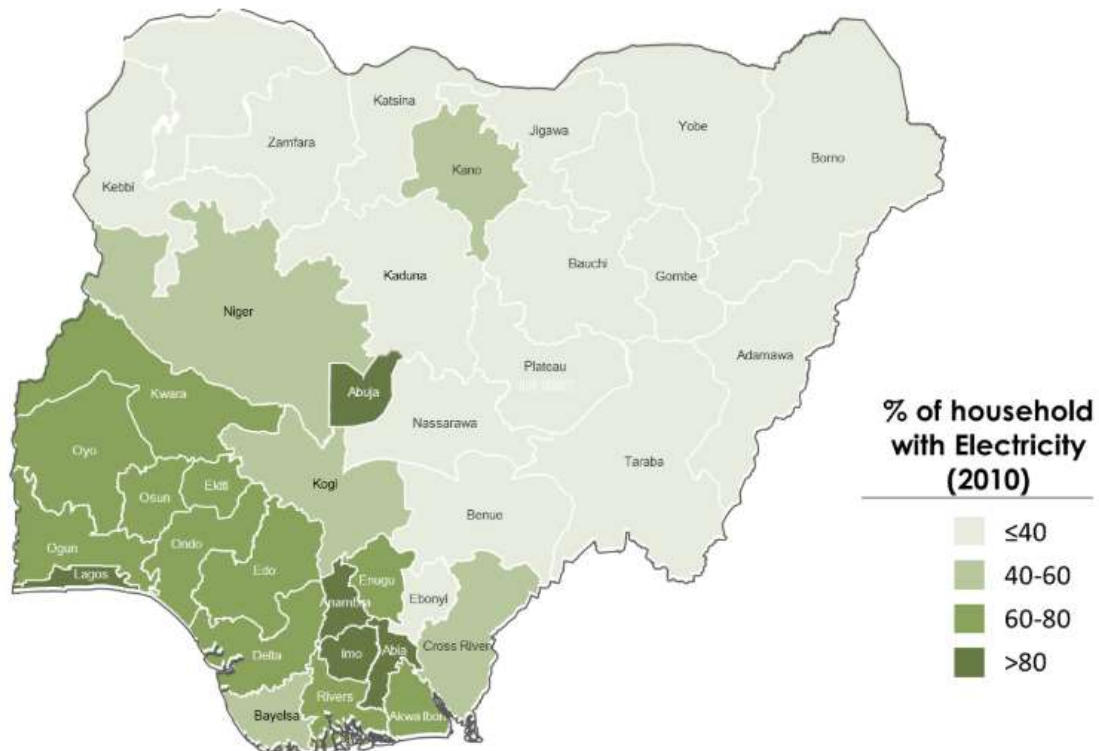 Katsina
Jigawa
Yobe
Zamfara
Borno
Kano
Kebbi
Bauchi
Kaduna
Gombe
Niger
Adamawa
Plateau
Abuja
Kwara
Nassarawa
% of household
with Electricity
(2010)
Oyo
Taraba
Kogi
Osun
Ekiti
Benue
≤40
Ondo
Ogun
Edo
Lagos
Enugu
40-60
Anambra
Ebonyi
60-80
Cross River
Delta
Imo
Abia
>80
Rivers
Bayelsa
Akwa Ibom